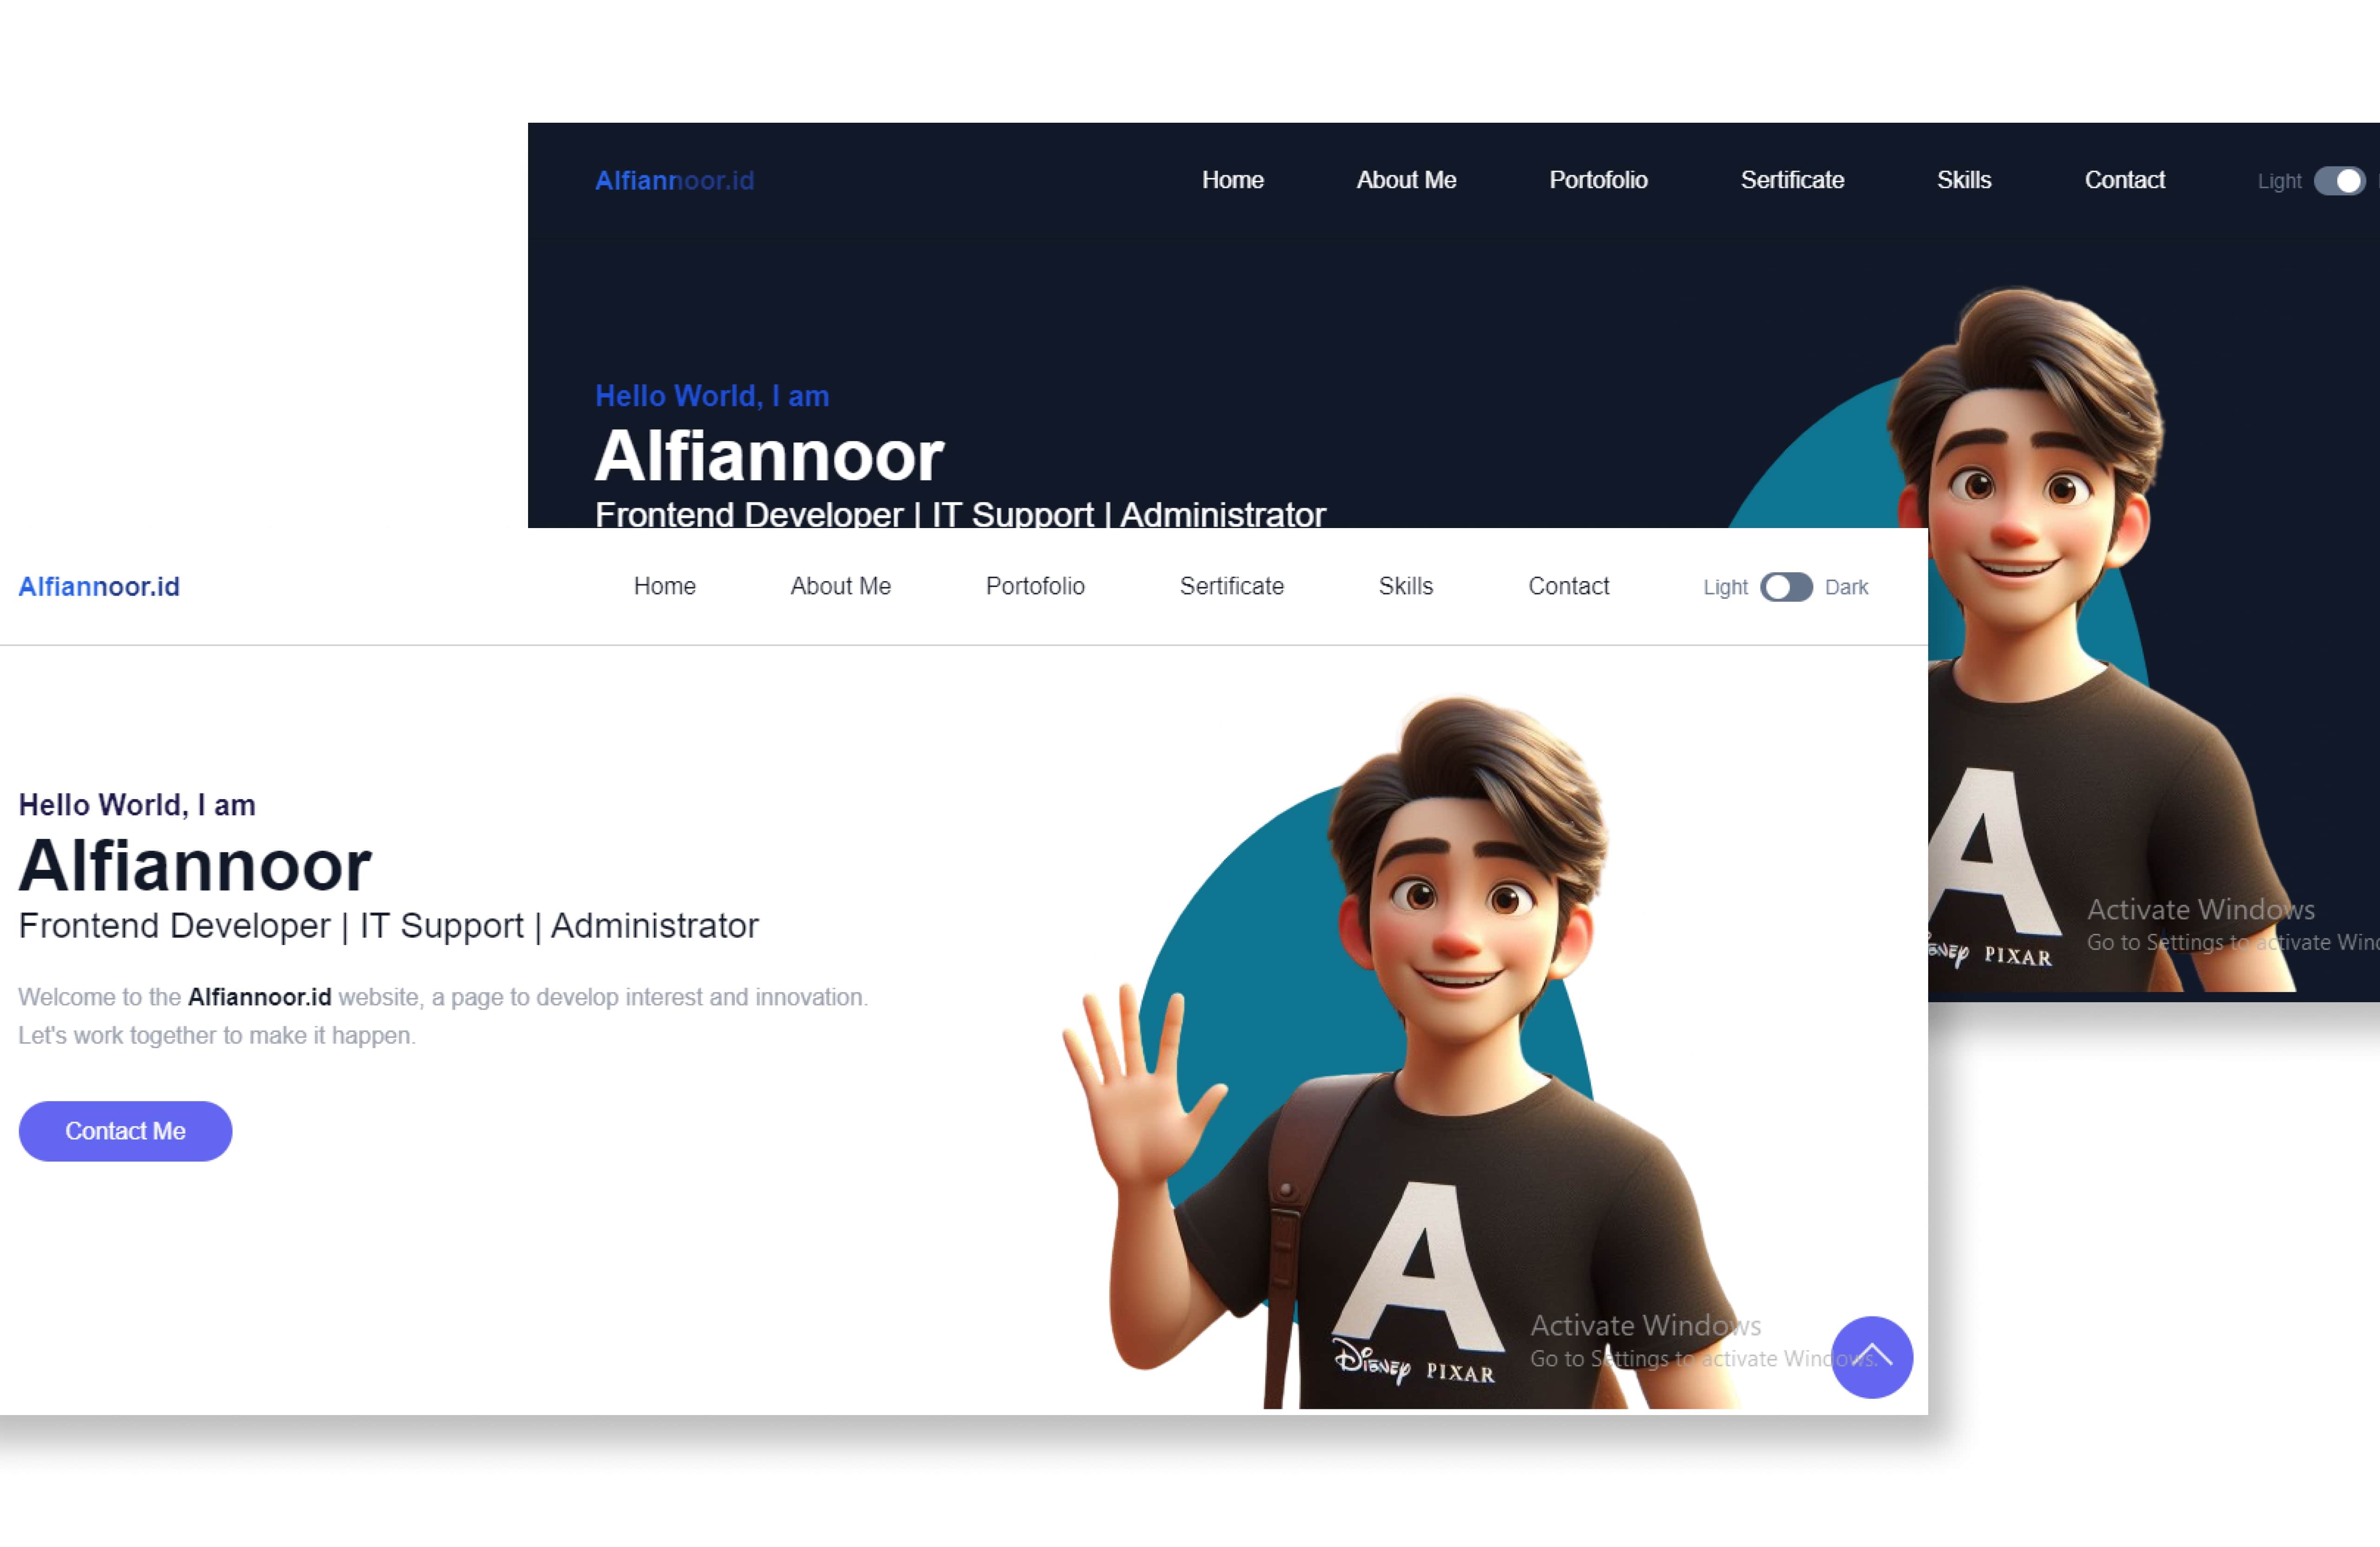 Alfiannoor.id Home About Me Portofolio Sertificate Skills Contact Light
Hello World, I am
Alfiannoor
Frontend Developer | IT Support | Administrator
A
PIXAR
Activate Windows
Go to Settings to activate
Alfiannoor.id Home About Me Portofolio Sertificate Skills Contact Light Dark
Hello World, I am
Alfiannoor
Frontend Developer | IT Support | Administrator
Welcome to the Alfiannoor.id website, a page to develop interest and innovation.
Let's work together to make it happen.
Contact Me
A
Disney PIXAR
Activate Windows
Go to Settings to activate Windows.